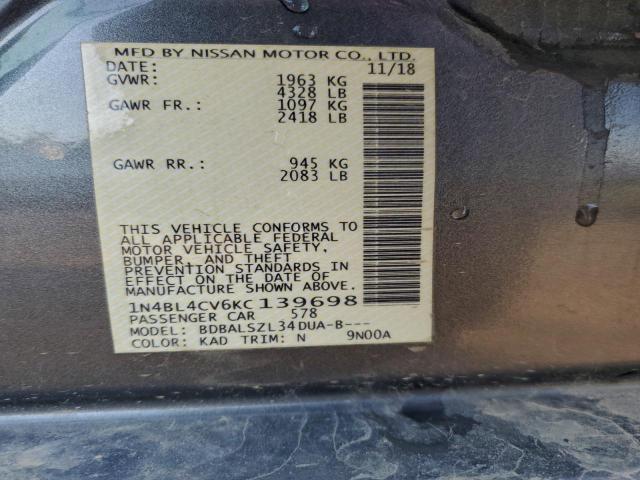 MFD BY NISSAN MOTOR CO., LTD.
DATE: 11/18
GVWR: 1963 KG
4328 LB
GAWR FR.: 1097 KG
2418 LB
GAWR RR.: 945 KG
2083 LB
THIS VEHICLE CONFORMS TO
ALL APPLICABLE FEDERAL
MOTOR VEHICLE SAFETY,
BUMPER, AND THEFT
PREVENTION STANDARDS IN
EFFECT ON THE DATE OF
MANUFACTURE SHOWN ABOVE.
1N4BL4CV6KC139698
PASSENGER CAR 578
MODEL: BDBALSZL34DUA-B---
COLOR: KAD TRIM: N 9N00A